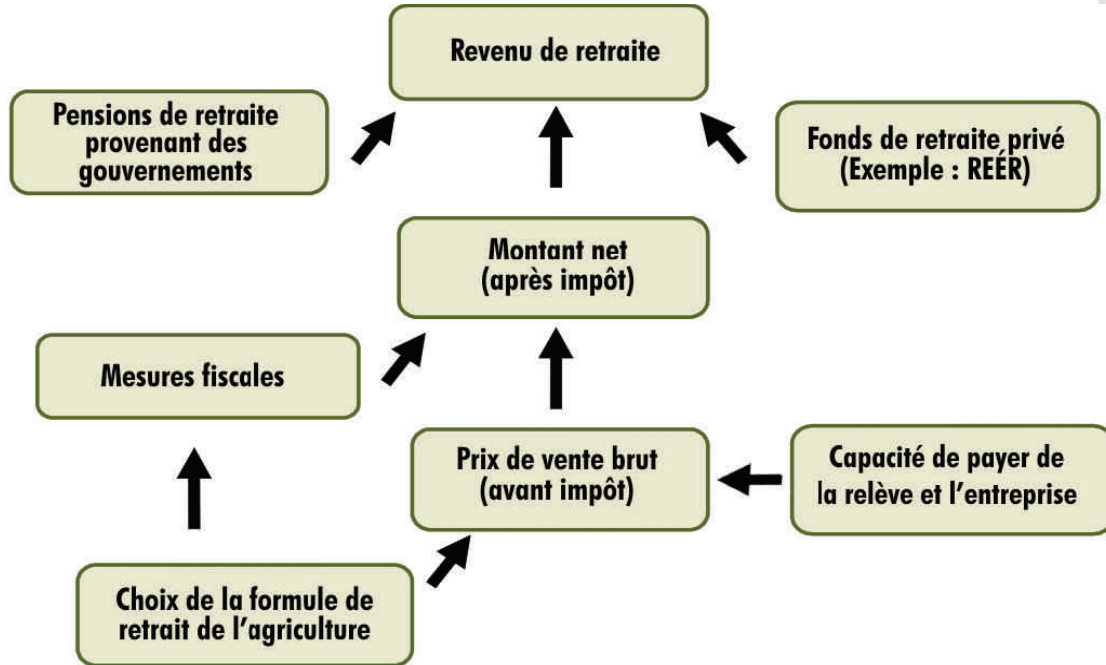 Revenu de retraite
Pensions de retraite
provenant des
gouvernements
Fonds de retraite privé
(Exemple : REÉR)
Montant net
(après impôt)
Mesures fiscales
Prix de vente brut
(avant impôt)
Capacité de payer de
la relève et l'entreprise
Choix de la formule de
retrait de l'agriculture